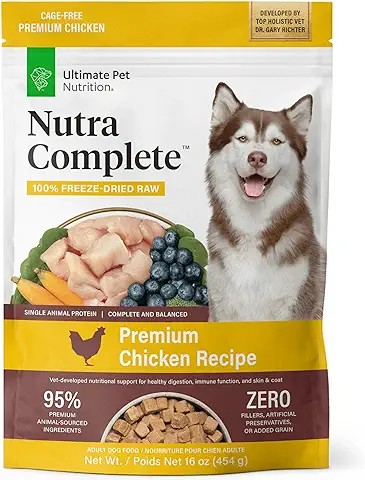 CAGE-FREE
PREMIUM CHICKEN
DEVELOPED BY
TOP HOLISTIC VET
DR. GARY RICHTER
Ultimate Pet
Nutrition®
Nutra
Complete™
100% FREEZE-DRIED RAW
SINGLE ANIMAL PROTEIN | COMPLETE AND BALANCED
Premium
Chicken Recipe
Vet-developed nutritional support for healthy digestion, immune function, and skin & coat
95%
PREMIUM
ANIMAL-SOURCED
INGREDIENTS
ZERO
FILLERS, ARTIFICIAL
PRESERVATIVES,
OR ADDED GRAIN
ADULT DOG FOOD / NOURRITURE POUR CHIEN ADULTE
Net Wt. / Poids Net 16 oz (454 g)